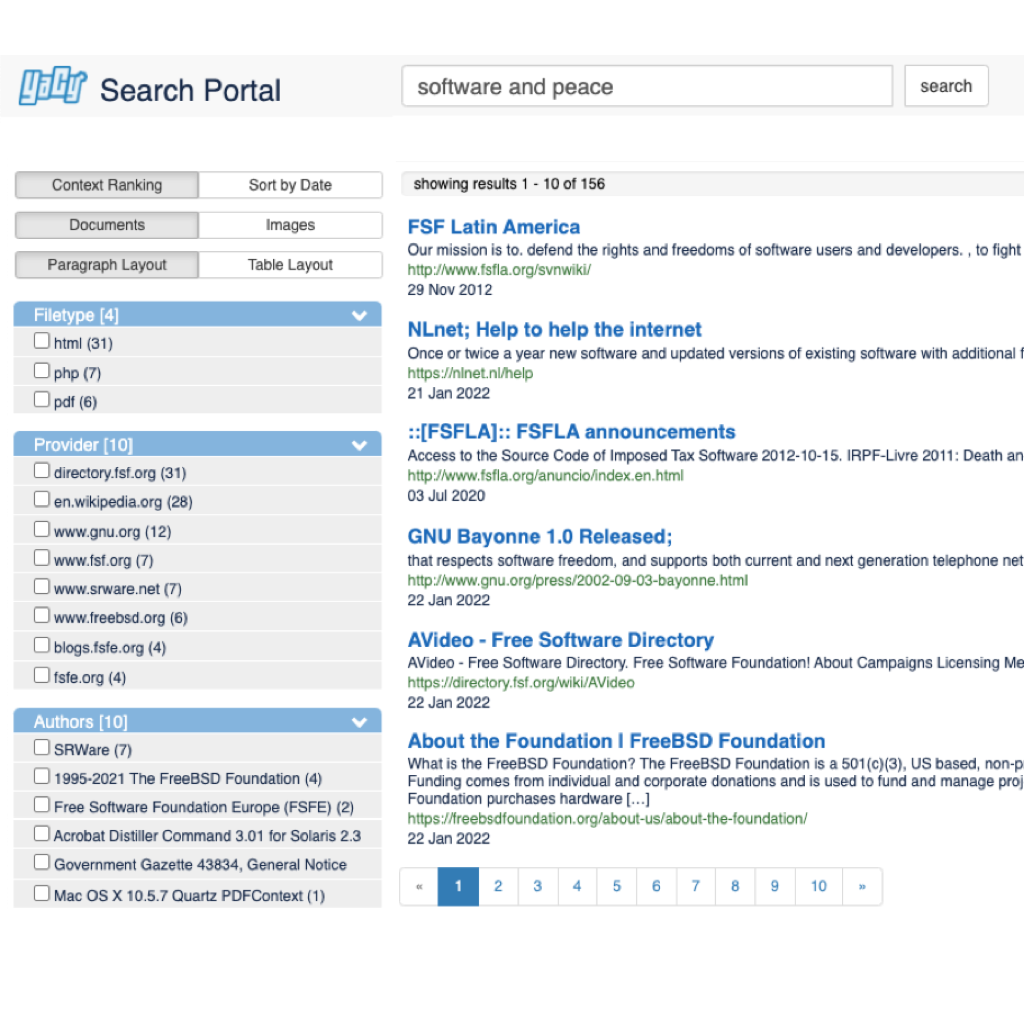 YaCy Search Portal
software and peace
search
Context Ranking
Sort by Date
Documents
Images
Paragraph Layout
Table Layout
Filetype [4]
html (31)
php (7)
pdf (6)
Provider [10]
directory.fsf.org (31)
en.wikipedia.org (28)
www.gnu.org (12)
www.fsf.org (7)
www.srware.net (7)
www.freebsd.org (6)
blogs.fsfe.org (4)
fsfe.org (4)
Authors [10]
SRWare (7)
1995-2021 The FreeBSD Foundation (4)
Free Software Foundation Europe (FSFE) (2)
Acrobat Distiller Command 3.01 for Solaris 2.3
Government Gazette 43834, General Notice
Mac OS X 10.5.7 Quartz PDFContext (1)
showing results 1 - 10 of 156
FSF Latin America
Our mission is to. defend the rights and freedoms of software users and developers. , to fight
http://www.fsfla.org/svnwiki/
29 Nov 2012
NLnet; Help to help the internet
Once or twice a year new software and updated versions of existing software with additional f
https://nlnet.nl/help
21 Jan 2022
::[FSFLA]:: FSFLA announcements
Access to the Source Code of Imposed Tax Software 2012-10-15. IRPF-Livre 2011: Death an
http://www.fsfla.org/anuncio/index.en.html
03 Jul 2020
GNU Bayonne 1.0 Released;
that respects software freedom, and supports both current and next generation telephone net
http://www.gnu.org/press/2002-09-03-bayonne.html
22 Jan 2022
AVideo - Free Software Directory
AVideo - Free Software Directory. Free Software Foundation! About Campaigns Licensing Me
https://directory.fsf.org/wiki/AVideo
22 Jan 2022
About the Foundation | FreeBSD Foundation
What is the FreeBSD Foundation? The FreeBSD Foundation is a 501(c)(3), US based, non-p
Funding comes from individual and corporate donations and is used to fund and manage proj
Foundation purchases hardware [...]
https://freebsdfoundation.org/about-us/about-the-foundation/
22 Jan 2022
« 1 2 3 4 5 6 7 8 9 10 »